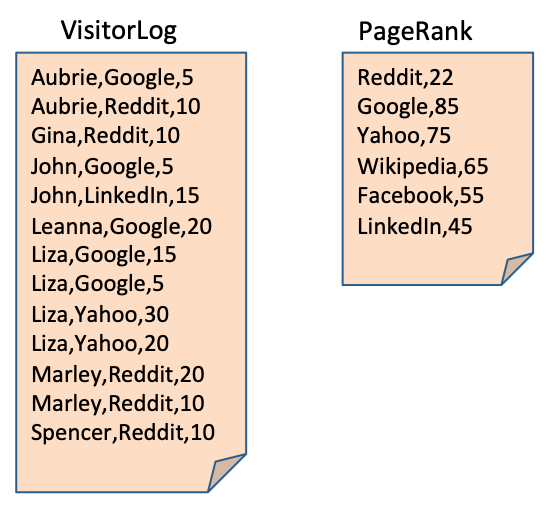 VisitorLog
Aubrie,Google,5
Aubrie,Reddit,10
Gina,Reddit,10
John,Google,5
John,LinkedIn,15
Leanna,Google,20
Liza,Google,15
Liza,Google,5
Liza,Yahoo,30
Liza,Yahoo,20
Marley,Reddit,20
Marley,Reddit,10
Spencer,Reddit,10
PageRank
Reddit,22
Google,85
Yahoo,75
Wikipedia,65
Facebook,55
LinkedIn,45